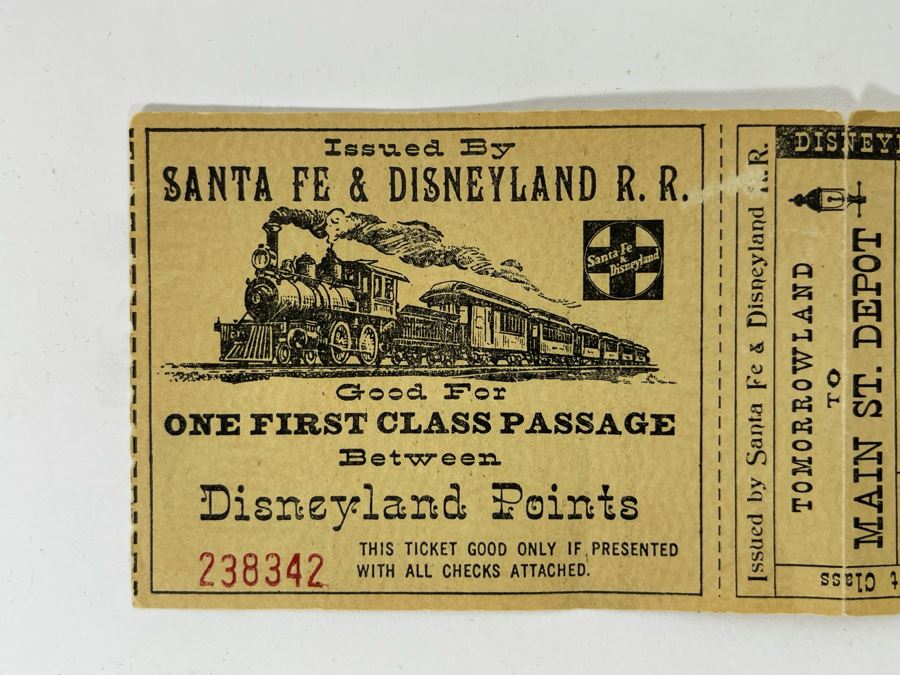 Issued By
SANTA FE & DISNEYLAND R. R.
Santa Fe
&
Disneyland
Good For
ONE FIRST CLASS PASSAGE
Between
Disneyland Points
238342
THIS TICKET GOOD ONLY IF PRESENTED
WITH ALL CHECKS ATTACHED.
Issued by Santa Fe & Disneyland R.R.
TOMORROWLAND
TO
MAIN ST. DEPOT
Class